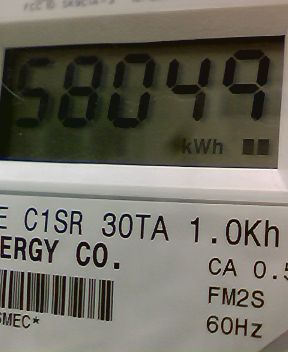 58049
kWh
E C1SR 30TA 1.0Kh
ERGY CO.
CA 0.5
FM2S
60Hz
SMEC*